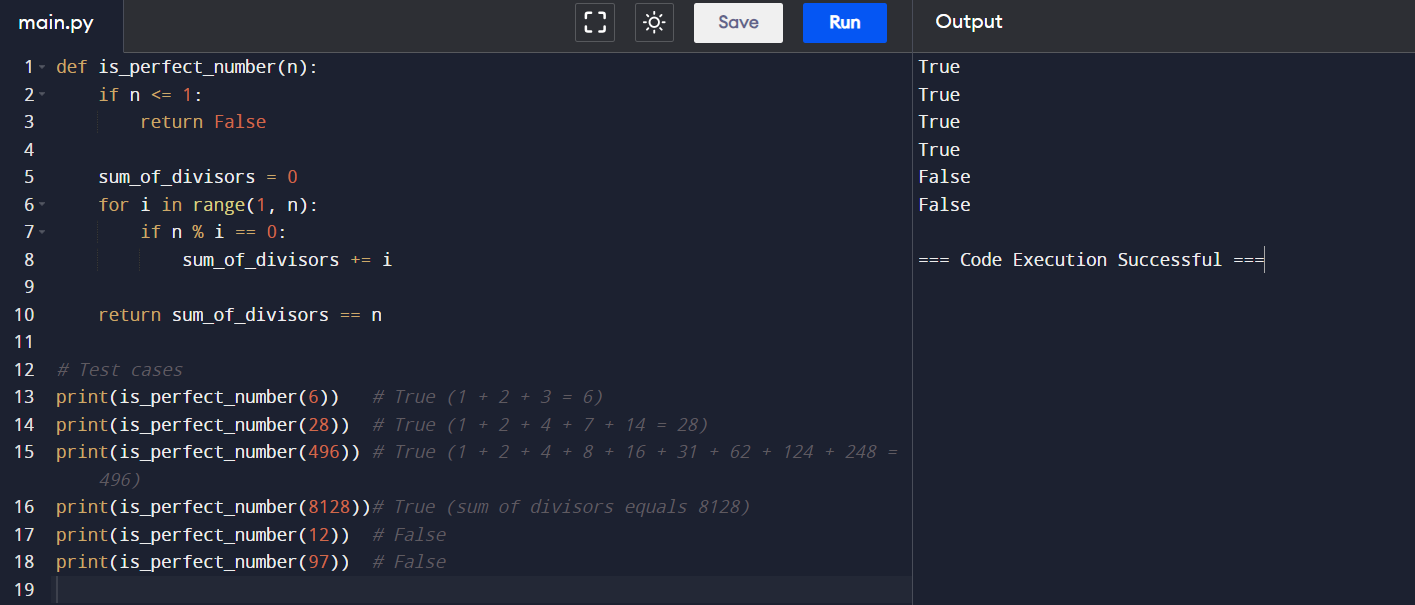 main.py
Save
Run
Output
1 def is_perfect_number(n):
2     if n <= 1:
3         return False
4
5     sum_of_divisors = 0
6     for i in range(1, n):
7         if n % i == 0:
8             sum_of_divisors += i
9
10     return sum_of_divisors == n
11
12 # Test cases
13 print(is_perfect_number(6))   # True (1 + 2 + 3 = 6)
14 print(is_perfect_number(28))  # True (1 + 2 + 4 + 7 + 14 = 28)
15 print(is_perfect_number(496)) # True (1 + 2 + 4 + 8 + 16 + 31 + 62 + 124 + 248 =
496)
16 print(is_perfect_number(8128))# True (sum of divisors equals 8128)
17 print(is_perfect_number(12))  # False
18 print(is_perfect_number(97))  # False
19
True
True
True
True
False
False
=== Code Execution Successful ===